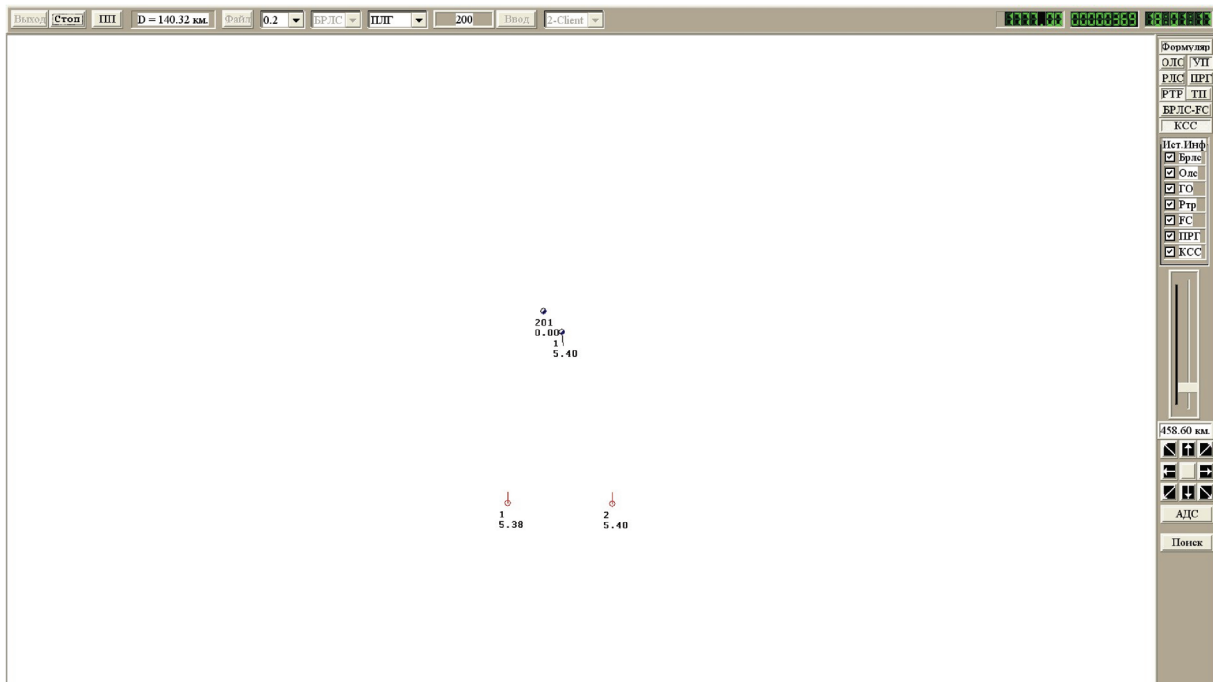 Выход Стоп ПП D = 140.32 км. Файл 0.2 БРЛС ПЛГ 200 Ввод 2-Client 00000369
Формуляр
ОЛС УП
РЛС ПРГ
РТР ТП
БРЛС-FC
КСС
Ист.Инф
Брлс
Олс
ГО
Ртр
FC
ПРГ
КСС
201
0.00
1
5.40
458.60 км.
1
5.38
2
5.40
АДС
Поиск